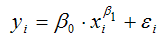 yᵢ = β₀ · xᵢ^β₁ + εᵢ